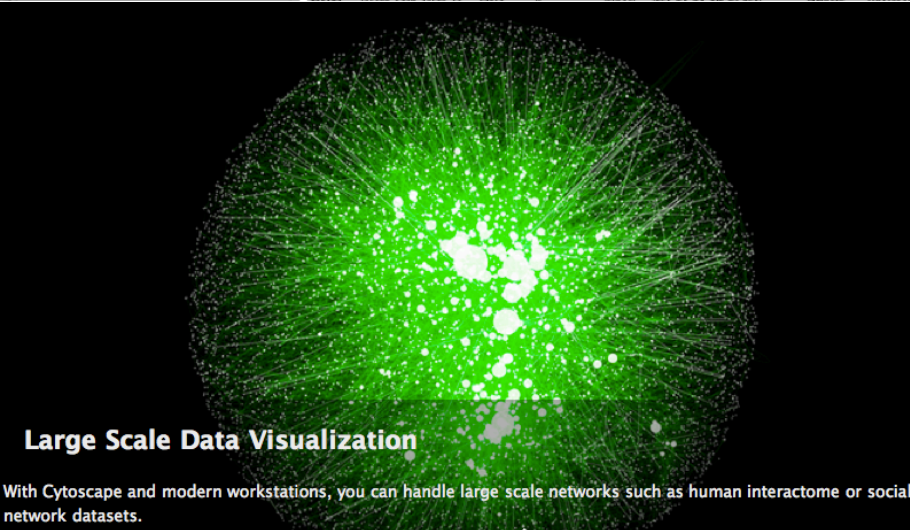 Large Scale Data Visualization
With Cytoscape and modern workstations, you can handle large scale networks such as human interactome or social
network datasets.